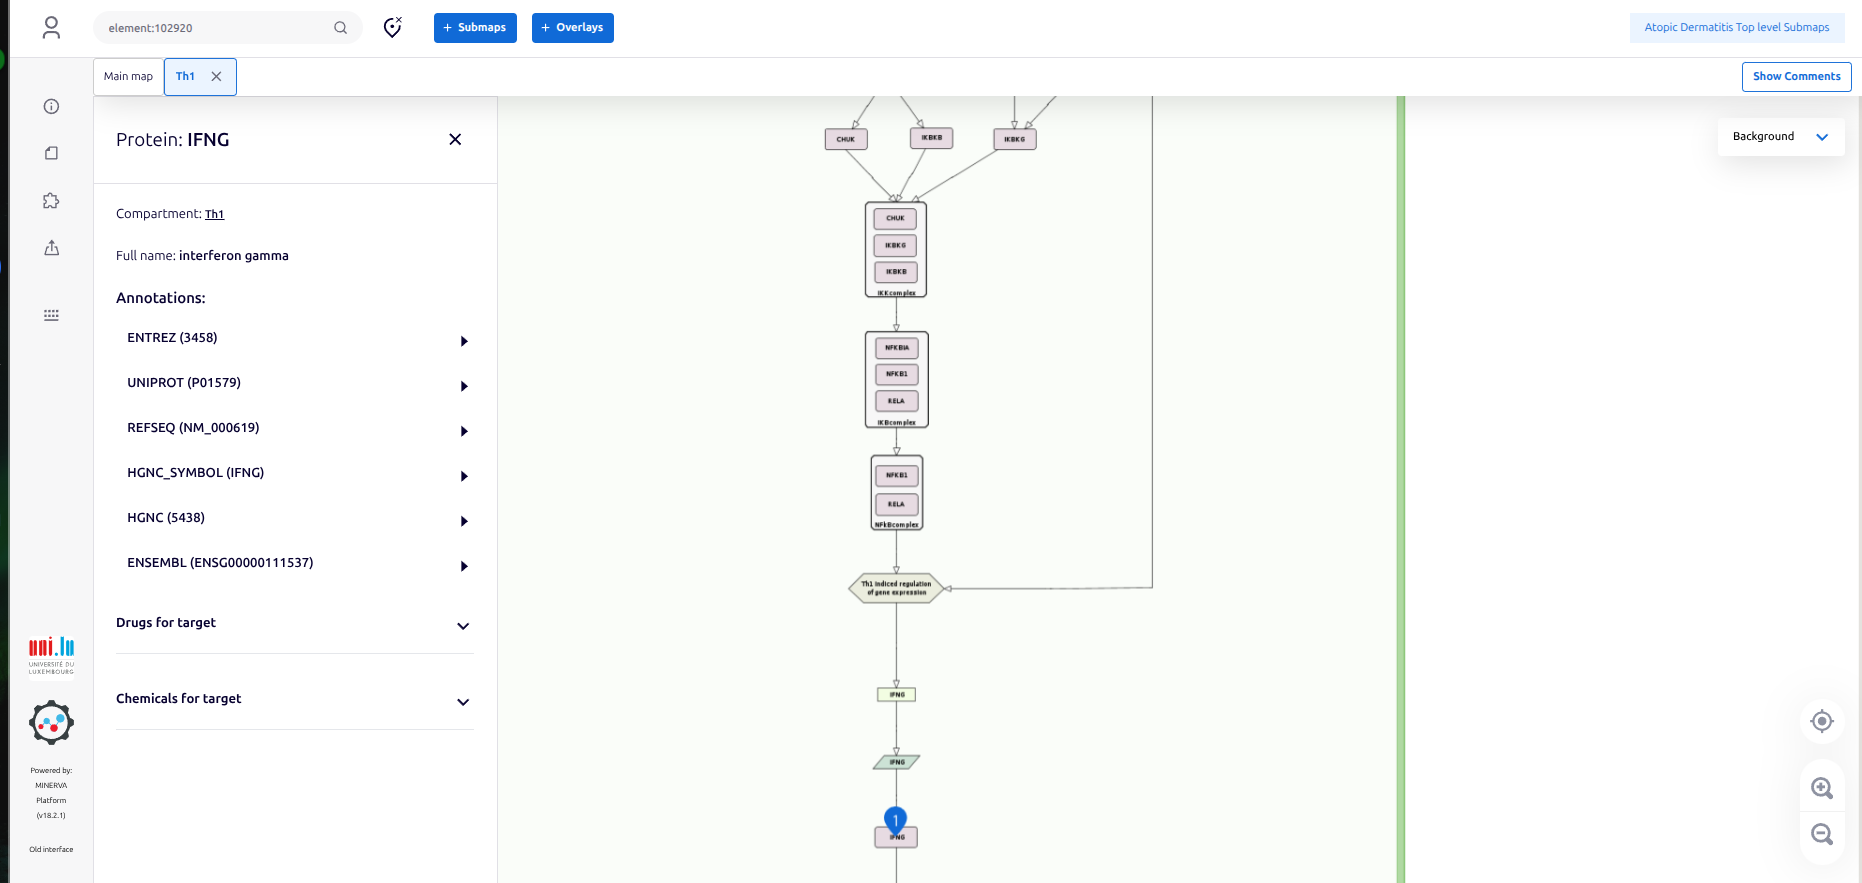 element:102920
+ Submaps
+ Overlays
Atopic Dermatitis Top level Submaps
Main map
Th1
Show Comments
Protein: IFNG
Compartment: Th1
Full name: interferon gamma
Annotations:
ENTREZ (3458)
UNIPROT (P01579)
REFSEQ (NM_000619)
HGNC_SYMBOL (IFNG)
HGNC (5438)
ENSEMBL (ENSG00000111537)
Drugs for target
Chemicals for target
uni.lu
UNIVERSITÉ DU
LUXEMBOURG
Powered by:
MINERVA
Platform
(v18.2.1)
Old interface
Background
CHUK
IKBKB
IKBKG
CHUK
IKBKG
IKBKB
IKKcomplex
NFKBIA
NFKB1
RELA
IKBcomplex
NFKB1
RELA
NFkBcomplex
Th1 indiced regulation
of gene expression
IFNG
IFNG
1
IFNG